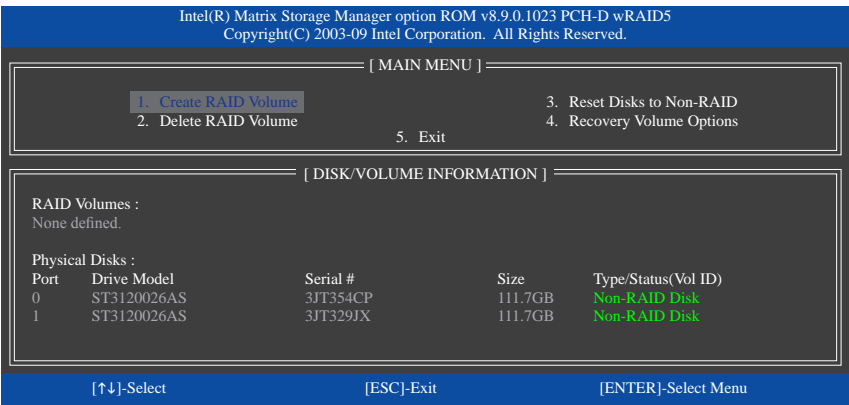 Intel(R) Matrix Storage Manager option ROM v8.9.0.1023 PCH-D wRAID5
Copyright(C) 2003-09 Intel Corporation. All Rights Reserved.
[ MAIN MENU ]
1. Create RAID Volume
3. Reset Disks to Non-RAID
2. Delete RAID Volume
4. Recovery Volume Options
5. Exit
[ DISK/VOLUME INFORMATION ]
RAID Volumes :
None defined.
Physical Disks :
Port Drive Model Serial # Size Type/Status(Vol ID)
0 ST3120026AS 3JT354CP 111.7GB Non-RAID Disk
1 ST3120026AS 3JT329JX 111.7GB Non-RAID Disk
[↑↓]-Select [ESC]-Exit [ENTER]-Select Menu